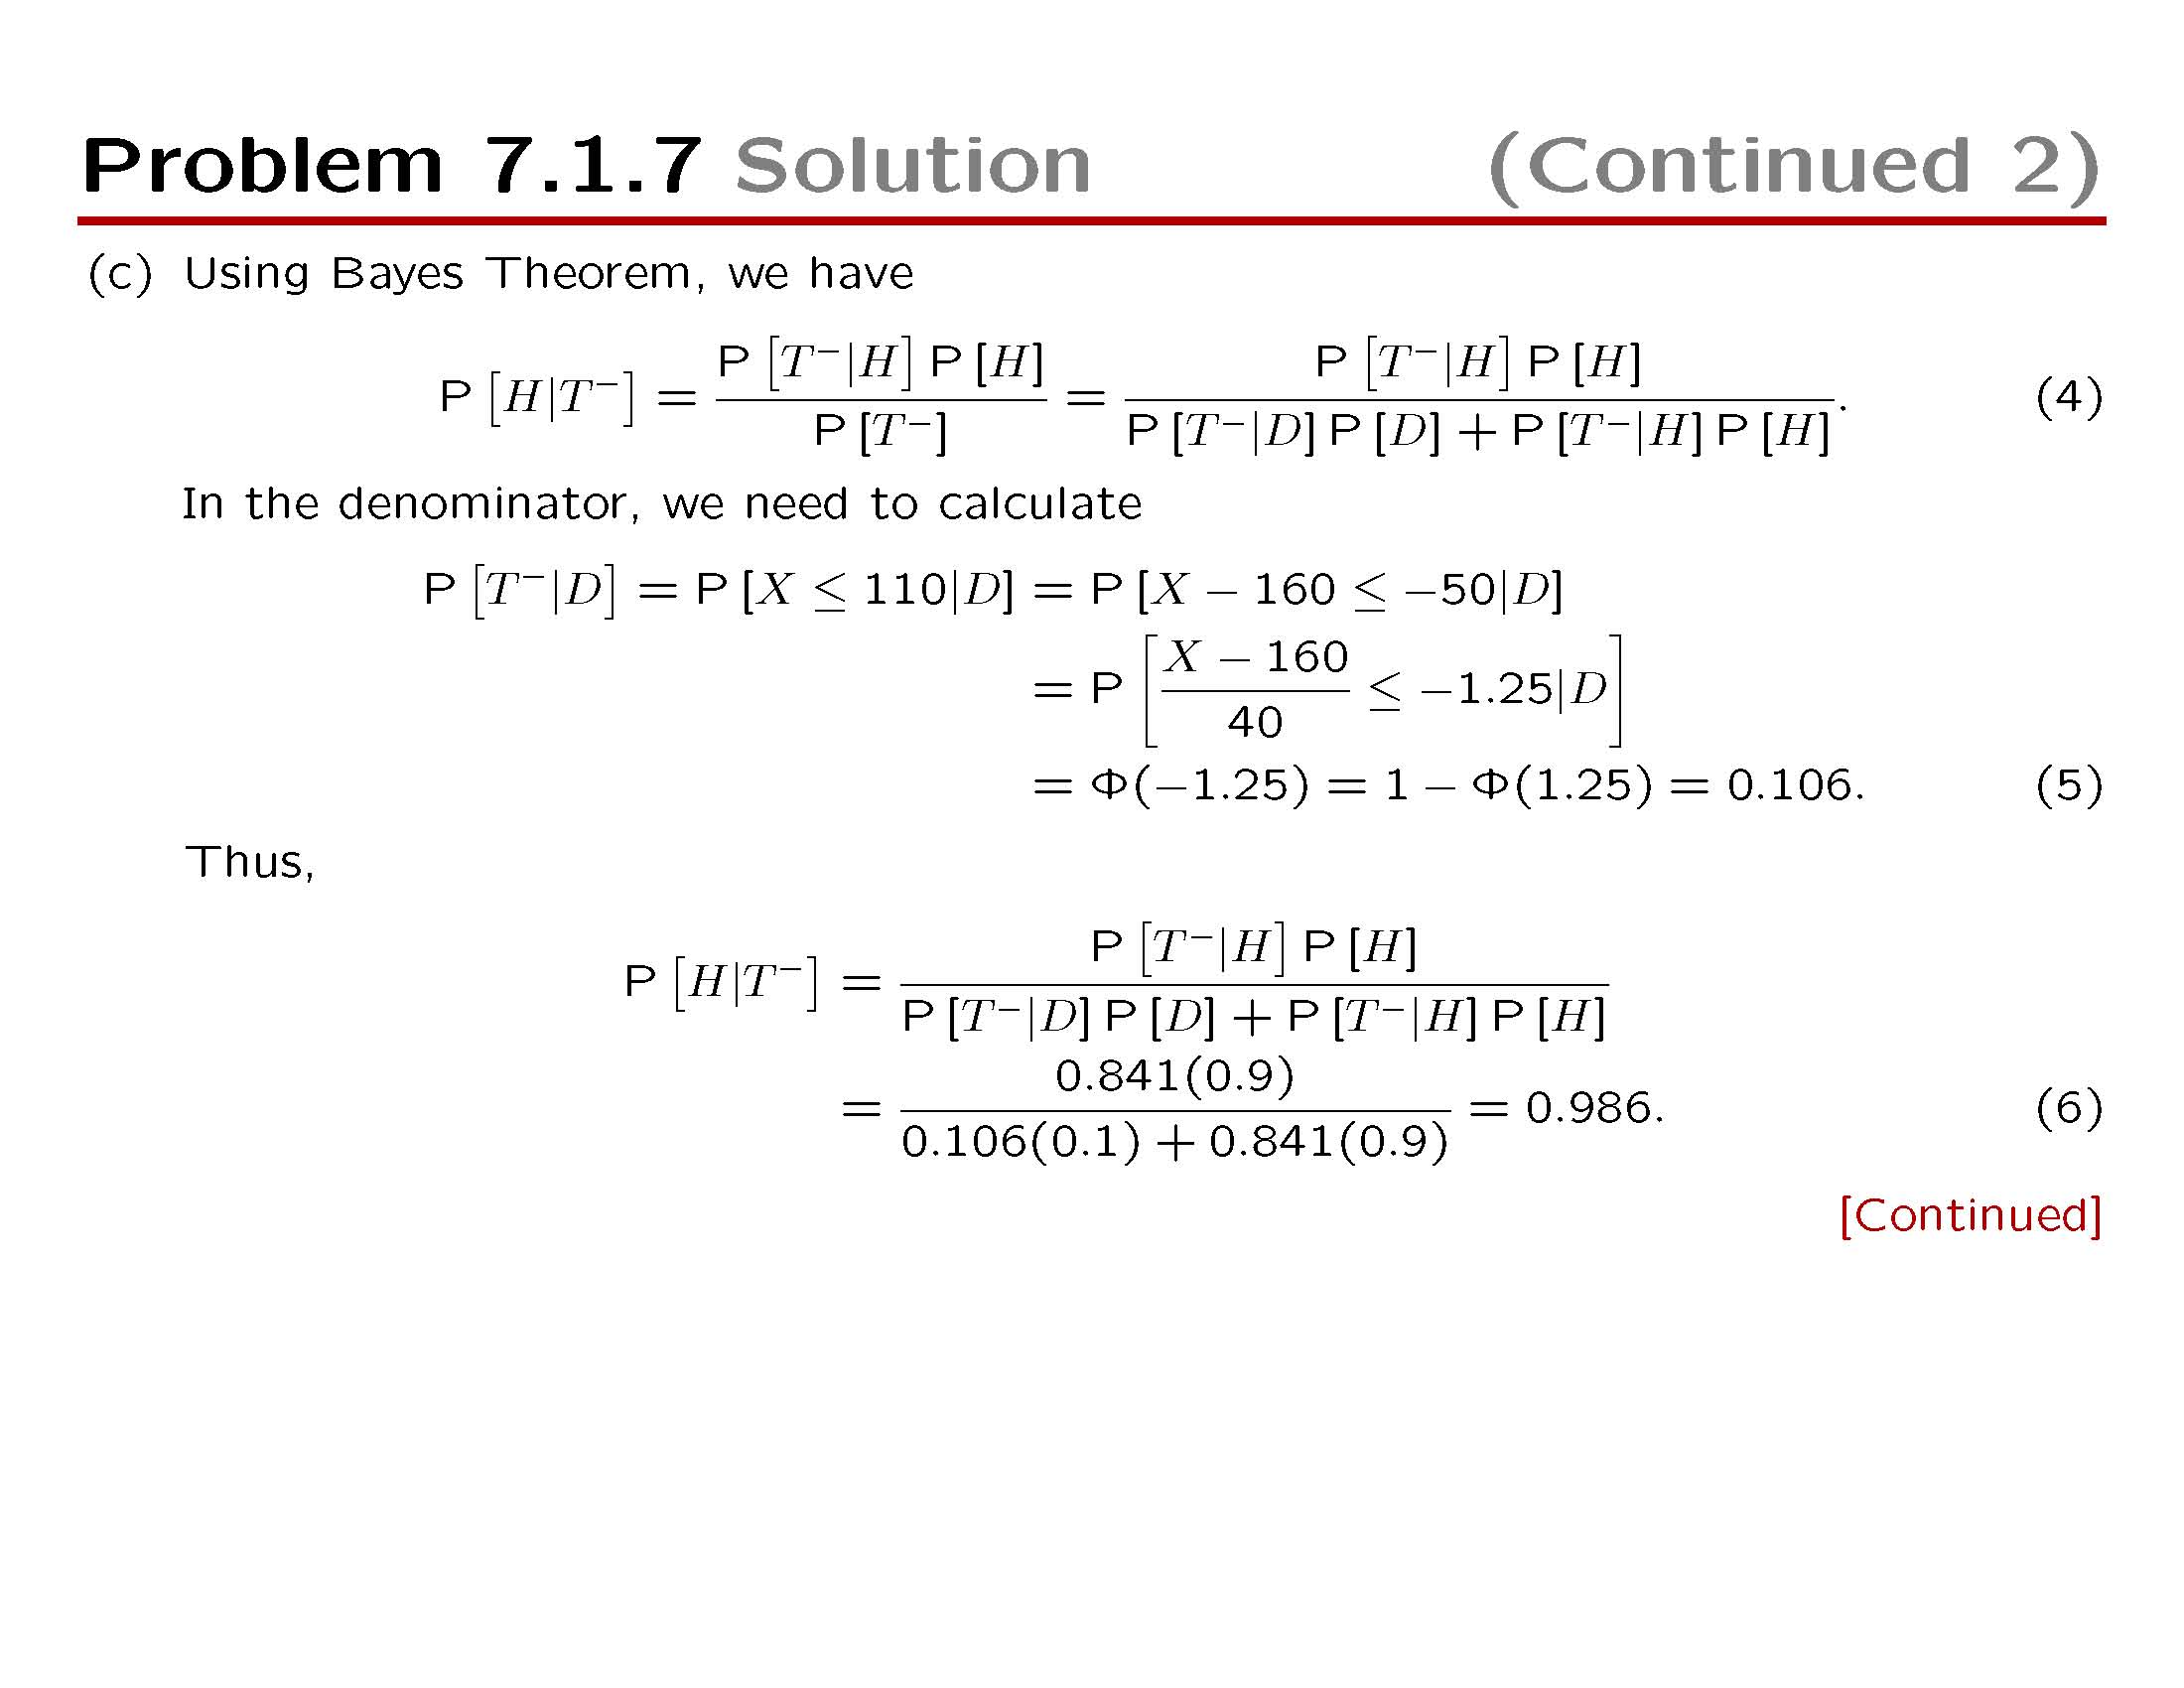 Problem 7.1.7 Solution (Continued 2)
(c) Using Bayes Theorem, we have
P [H|T⁻] = P [T⁻|H] P [H] / P [T⁻] = P [T⁻|H] P [H] / P [T⁻|D] P [D] + P [T⁻|H] P [H]. (4)
In the denominator, we need to calculate
P [T⁻|D] = P [X ≤ 110|D] = P [X − 160 ≤ −50|D]
= P [X − 160 / 40 ≤ −1.25|D]
= Φ(−1.25) = 1 − Φ(1.25) = 0.106. (5)
Thus,
P [H|T⁻] = P [T⁻|H] P [H] / P [T⁻|D] P [D] + P [T⁻|H] P [H]
= 0.841(0.9) / 0.106(0.1) + 0.841(0.9) = 0.986. (6)
[Continued]